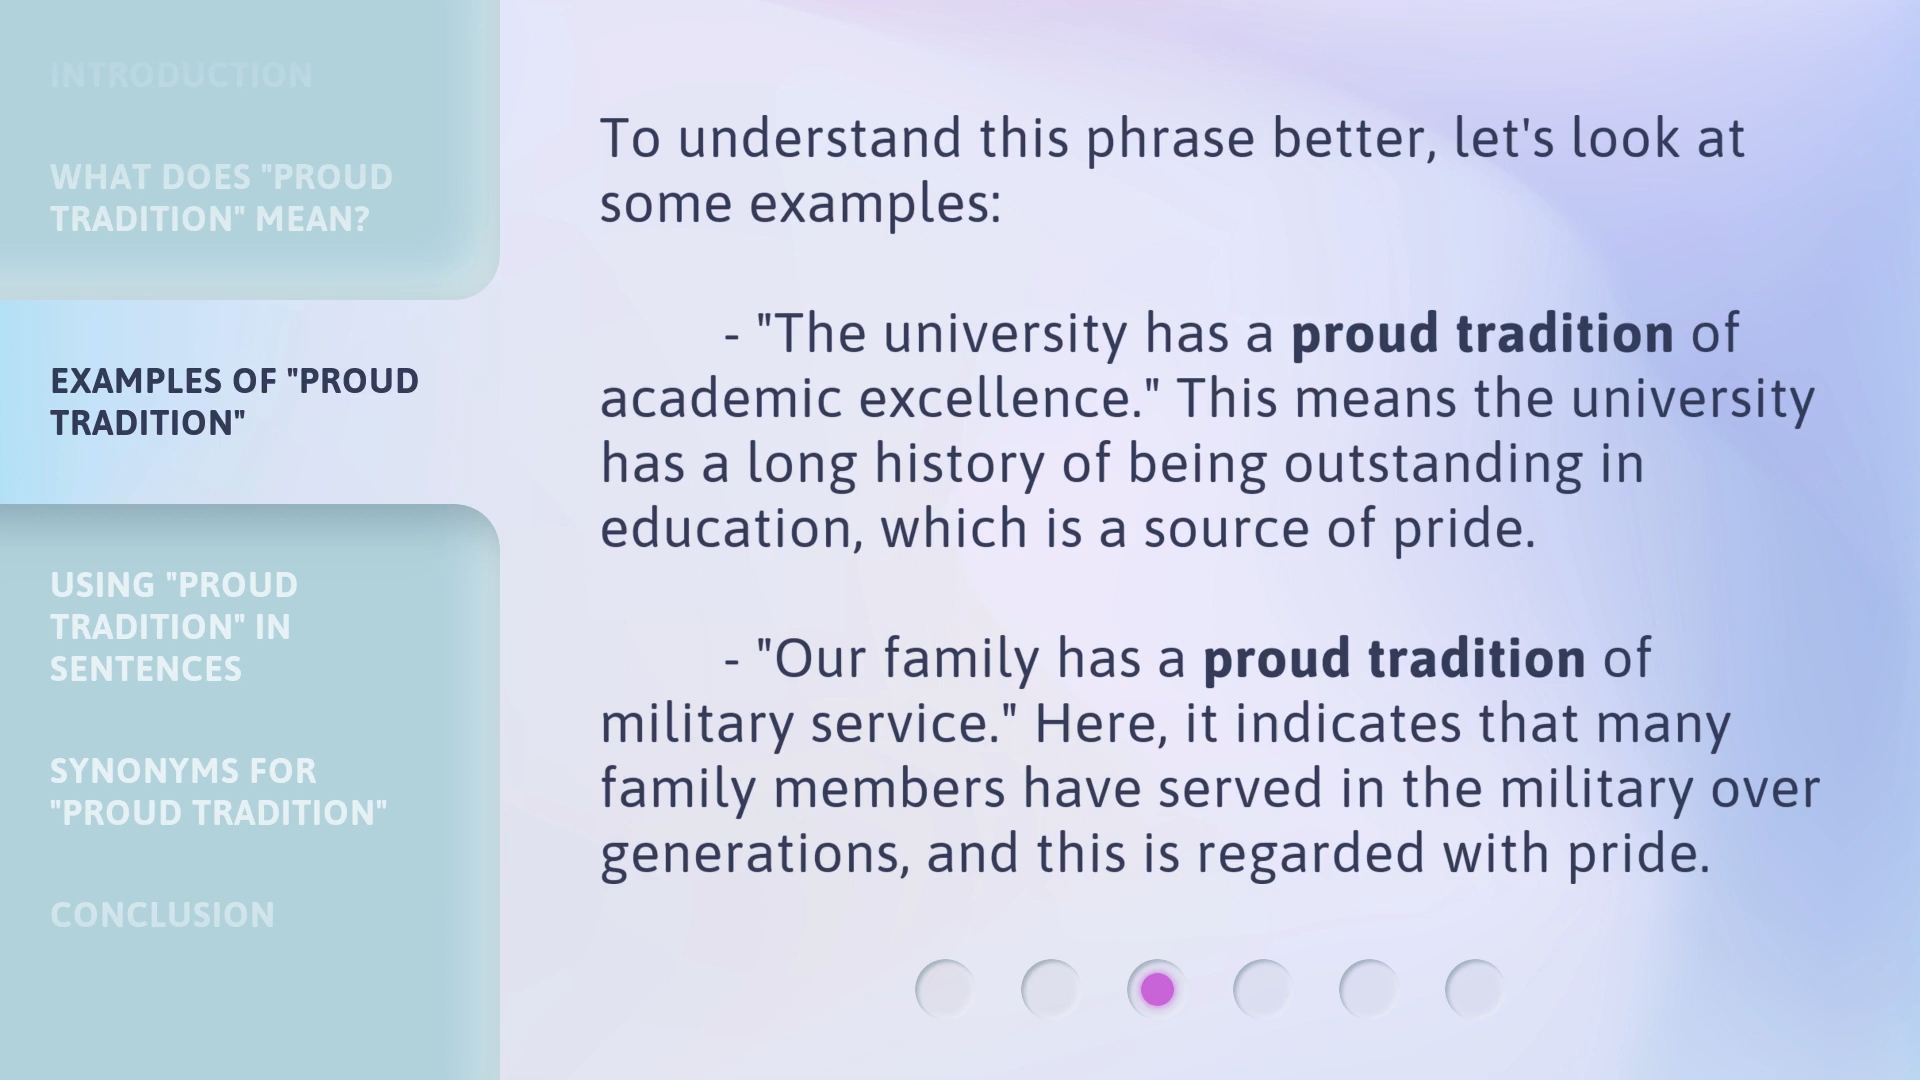 INTRODUCTION
WHAT DOES "PROUD
TRADITION" MEAN?
EXAMPLES OF "PROUD
TRADITION"
USING "PROUD
TRADITION" IN
SENTENCES
SYNONYMS FOR
"PROUD TRADITION"
CONCLUSION
To understand this phrase better, let's look at
some examples:
- "The university has a proud tradition of
academic excellence." This means the university
has a long history of being outstanding in
education, which is a source of pride.
- "Our family has a proud tradition of
military service." Here, it indicates that many
family members have served in the military over
generations, and this is regarded with pride.